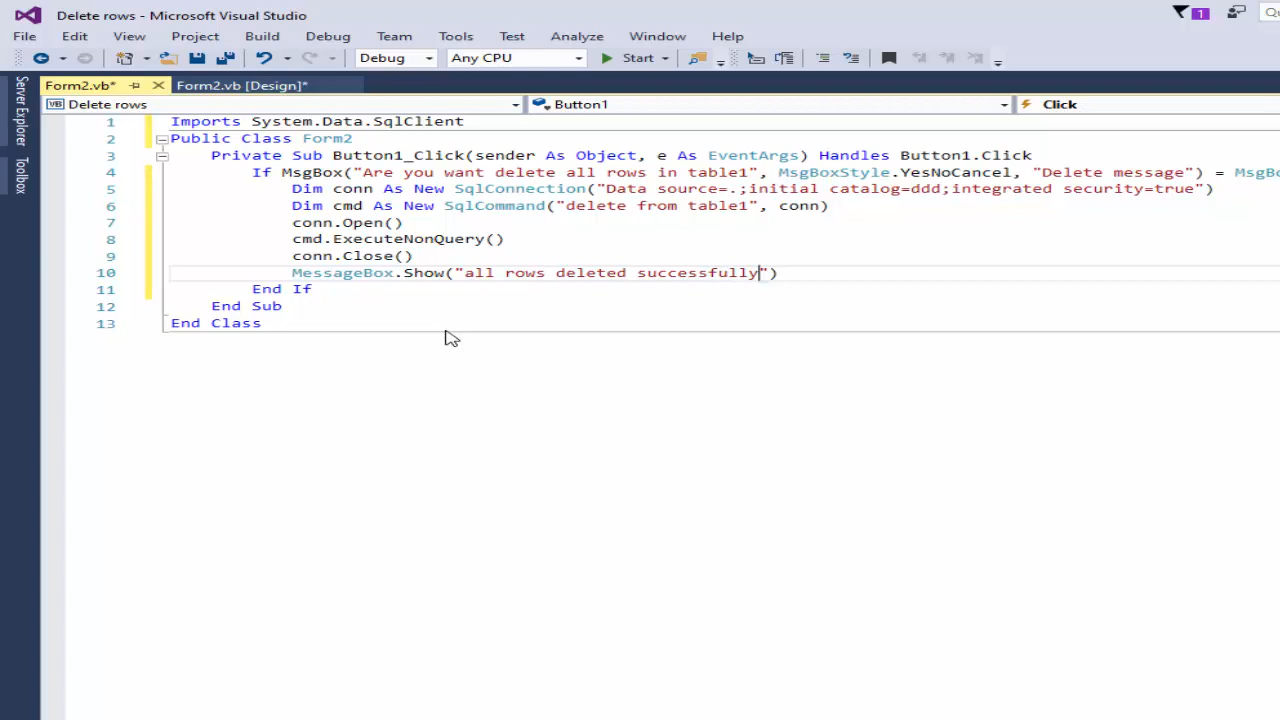 Delete rows - Microsoft Visual Studio
1
File Edit View Project Build Debug Team Tools Test Analyze Window Help
Debug Any CPU Start
Form2.vb* Form2.vb [Design]*
VB Delete rows Button1 Click
Server Explorer
Toolbox
1 Imports System.Data.SqlClient
2 Public Class Form2
3 Private Sub Button1_Click(sender As Object, e As EventArgs) Handles Button1.Click
4 If MsgBox("Are you want delete all rows in table1", MsgBoxStyle.YesNoCancel, "Delete message") = MsgB
5 Dim conn As New SqlConnection("Data source=.;initial catalog=ddd;integrated security=true")
6 Dim cmd As New SqlCommand("delete from table1", conn)
7 conn.Open()
8 cmd.ExecuteNonQuery()
9 conn.Close()
10 MessageBox.Show("all rows deleted successfully")
11 End If
12 End Sub
13 End Class